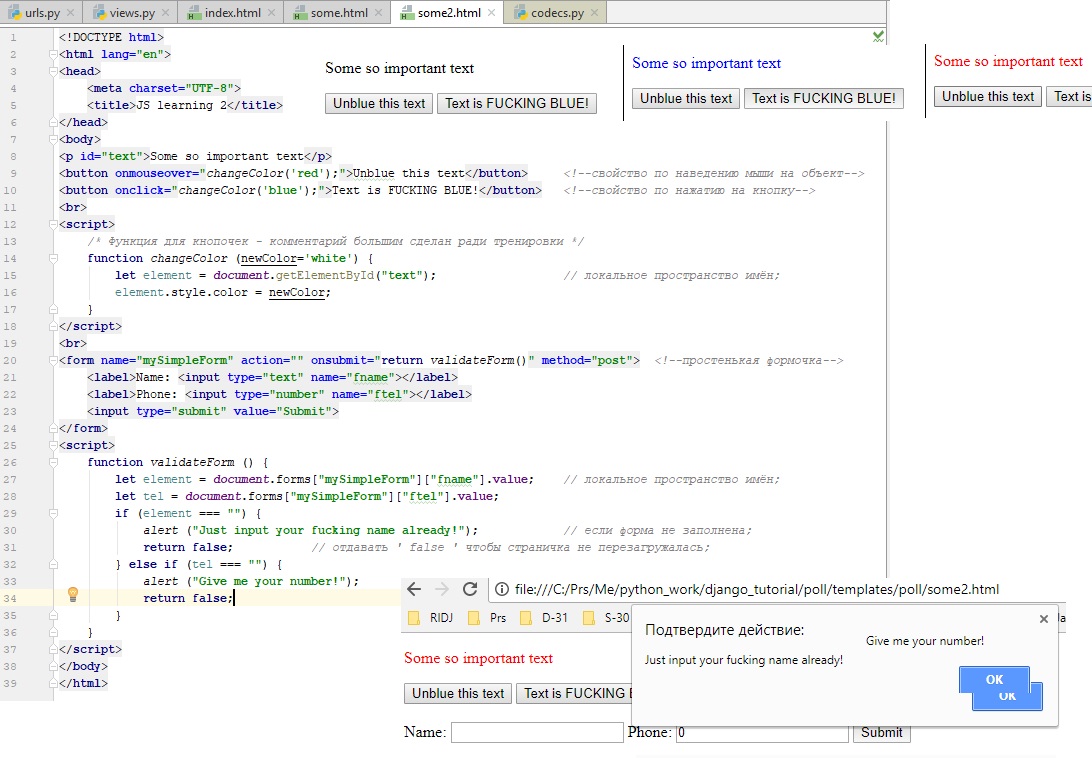 urls.py × views.py × index.html × some.html × some2.html × codecs.py ×
1 <!DOCTYPE html>
2 <html lang="en">
3 <head>
4 <meta charset="UTF-8">
5 <title>JS learning 2</title>
6 </head>
7 <body>
8 <p id="text">Some so important text</p>
9 <button onmouseover="changeColor('red');">Unblue this text</button> <!--свойство по наведению мыши на объект-->
10 <button onclick="changeColor('blue');">Text is FUCKING BLUE!</button> <!--свойство по нажатию на кнопку-->
11 <br>
12 <script>
13 /* Функция для кнопочек - комментарий большим сделан ради тренировки */
14 function changeColor (newColor='white') {
15 let element = document.getElementById("text"); // локальное пространство имён;
16 element.style.color = newColor;
17 }
18 </script>
19 <br>
20 <form name="mySimpleForm" action="" onsubmit="return validateForm()" method="post"> <!--простенькая формочка-->
21 <label>Name: <input type="text" name="fname"></label>
22 <label>Phone: <input type="number" name="ftel"></label>
23 <input type="submit" value="Submit">
24 </form>
25 <script>
26 function validateForm () {
27 let element = document.forms["mySimpleForm"]["fname"].value; // локальное пространство имён;
28 let tel = document.forms["mySimpleForm"]["ftel"].value;
29 if (element === "") {
30 alert ("Just input your fucking name already!"); // если форма не заполнена;
31 return false; // отдавать ' false ' чтобы страничка не перезагружалась;
32 } else if (tel === "") {
33 alert ("Give me your number!");
34 return false;
35 }
36 }
37 </script>
38 </body>
39 </html>
Some so important text
Unblue this text Text is FUCKING BLUE!
Some so important text
Unblue this text Text is FUCKING BLUE!
Some so important text
Unblue this text Text is
file:///C:/Prs/Me/python_work/django_tutorial/poll/templates/poll/some2.html
RIDJ Prs D-31 S-30
Some so important text
Unblue this text Text is FUCKING
Name: Phone: 0 Submit
Подтвердите действие: ×
Give me your number!
Just input your fucking name already!
OK
OK